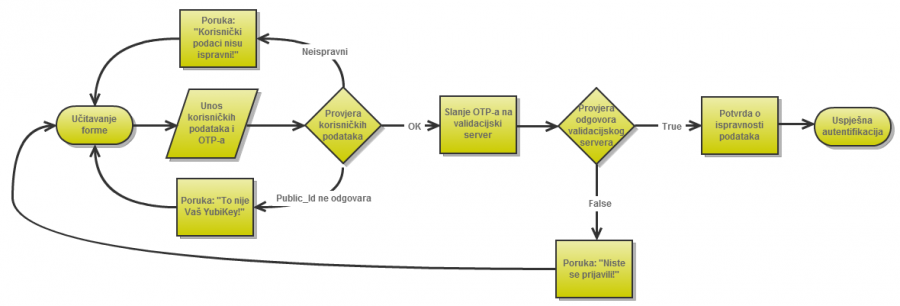 Poruka:
"Korisnički
podaci nisu
ispravni!"
Neispravni
Učitavanje
forme
Unos
korisničkih
podataka i
OTP-a
Provjera
korisničkih
podataka
OK
Slanje OTP-a na
validacijski
server
Provjera
odgovora
validacijskog
servera
True
Potvrda o
ispravnosti
podataka
Uspješna
autentifikacija
Poruka: "To nije
Vaš YubiKey!"
Public_Id ne odgovara
False
Poruka: "Niste
se prijavili!"